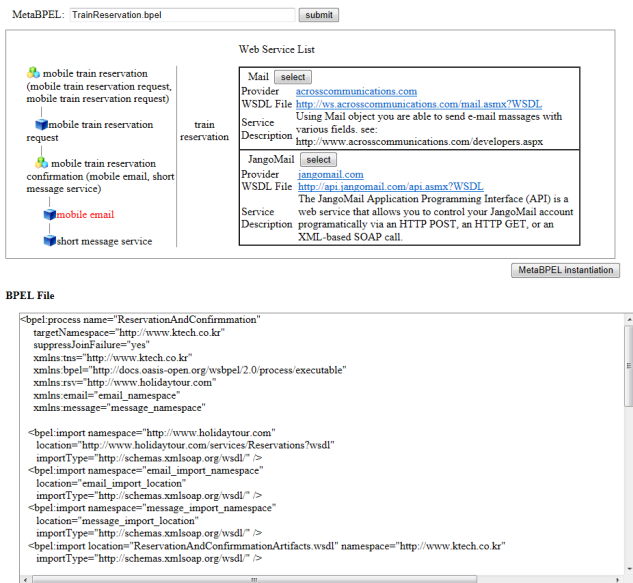 MetaBPEL: TrainReservation.bpel submit
Web Service List
mobile train reservation
(mobile train reservation request,
mobile train reservation request)
mobile train reservation
request
mobile train reservation
confirmation (mobile email, short
message service)
mobile email
short message service
train
reservation
Mail select
Provider acrosscommunications.com
WSDL File http://ws.acrosscommunications.com/mail.asmx?WSDL
Service Description
Using Mail object you are able to send e-mail massages with
various fields. see:
http://www.acrosscommunications.com/developers.aspx
JangoMail select
Provider jangomail.com
WSDL File http://api.jangomail.com/api.asmx?WSDL
Service Description
The JangoMail Application Programming Interface (API) is a
web service that allows you to control your JangoMail account
programatically via an HTTP POST, an HTTP GET, or an
XML-based SOAP call.
MetaBPEL instantiation
BPEL File
<bpel:process name="ReservationAndConfirmmation"
targetNamespace="http://www.ktech.co.kr"
suppressJoinFailure="yes"
xmlns:tns="http://www.ktech.co.kr"
xmlns:bpel="http://docs.oasis-open.org/wsbpel/2.0/process/executable"
xmlns:rsv="http://www.holidaytour.com"
xmlns:email="email_namespace"
xmlns:message="message_namespace"
<bpel:import namespace="http://www.holidaytour.com"
location="http://www.holidaytour.com/services/Reservations?wsdl"
importType="http://schemas.xmlsoap.org/wsdl/" />
<bpel:import namespace="email_import_namespace"
location="email_import_location"
importType="http://schemas.xmlsoap.org/wsdl/" />
<bpel:import namespace="message_import_namespace"
location="message_import_location"
importType="http://schemas.xmlsoap.org/wsdl/" />
<bpel:import location="ReservationAndConfirmmationArtifacts.wsdl" namespace="http://www.ktech.co.kr"
importType="http://schemas.xmlsoap.org/wsdl/" />